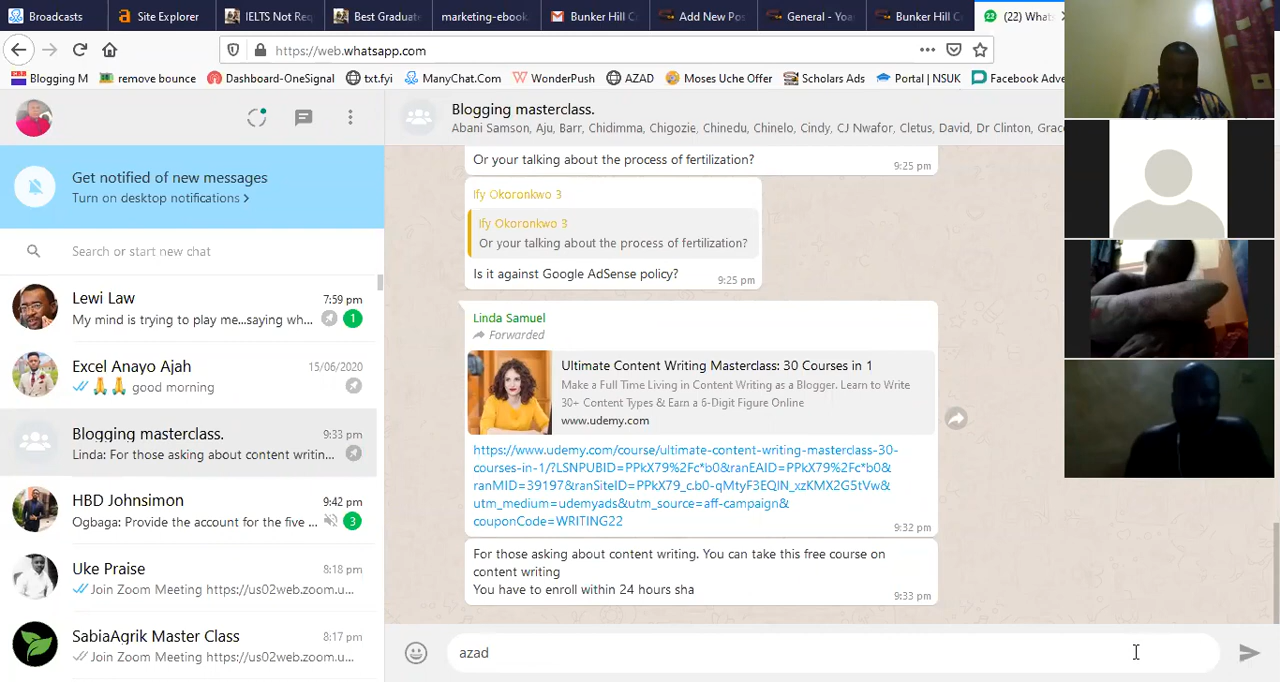 Broadcasts
Site Explorer
IELTS Not Req
Best Graduat
marketing-ebook.
Bunker Hill C
Add New Pos
General - Yoa
Bunker Hill C
(22) Whats
https://web.whatsapp.com
Blogging M
remove bounce
Dashboard-OneSignal
txt.fyi
ManyChat.Com
WonderPush
AZAD
Moses Uche Offer
Scholars Ads
Portal | NSUK
Facebook Adve
Get notified of new messages
Turn on desktop notifications >
Search or start new chat
Lewi Law
7:59 pm
My mind is trying to play me...saying wh...
1
Excel Anayo Ajah
15/06/2020
🙏🙏 good morning
Blogging masterclass.
9:33 pm
Linda: For those asking about content writin...
HBD Johnsimon
9:42 pm
Ogbaga: Provide the account for the five ...
3
Uke Praise
8:18 pm
Join Zoom Meeting https://us02web.zoom.u...
SabiaAgrik Master Class
8:17 pm
Join Zoom Meeting https://us02web.zoom.u...
Blogging masterclass.
Abani Samson, Aju, Barr, Chidimma, Chigozie, Chinedu, Chinelo, Cindy, CJ Nwafor, Cletus, David, Dr Clinton, Grace
Or your talking about the process of fertilization?
9:25 pm
Ify Okoronkwo 3
Ify Okoronkwo 3
Or your talking about the process of fertilization?
Is it against Google AdSense policy?
9:25 pm
Linda Samuel
Forwarded
Ultimate Content Writing Masterclass: 30 Courses in 1
Make a Full Time Living in Content Writing as a Blogger. Learn to Write
30+ Content Types & Earn a 6-Digit Figure Online
www.udemy.com
https://www.udemy.com/course/ultimate-content-writing-masterclass-30-
courses-in-1/?LSNPUBID=PPkX79%2Fc*b0&ranEAID=PPkX79%2Fc*b0&
ranMID=39197&ranSiteID=PPkX79_c.b0-qMtyF3EQIN_xzKMX2G5tVw&
utm_medium=udemyads&utm_source=aff-campaign&
couponCode=WRITING22
9:32 pm
For those asking about content writing. You can take this free course on
content writing
You have to enroll within 24 hours sha
9:33 pm
azad